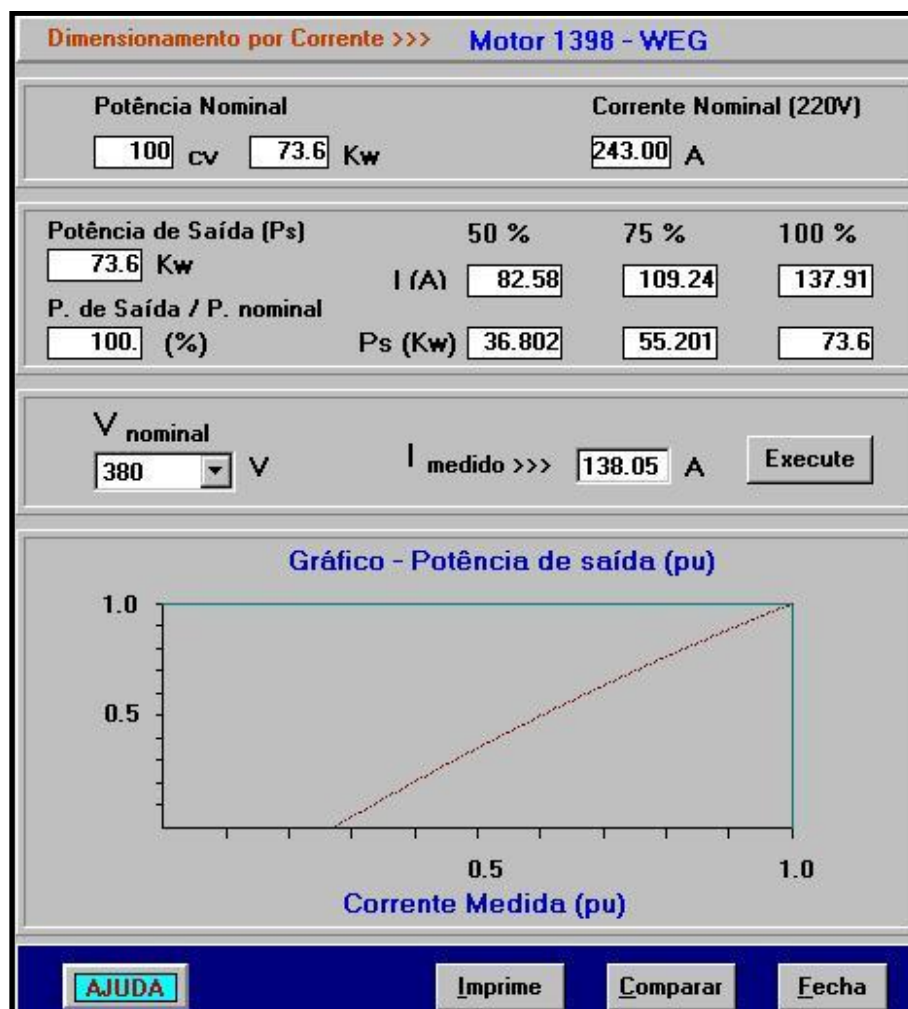 Dimensionamento por Corrente >>> Motor 1398 - WEG
Potência Nominal Corrente Nominal (220V)
100 cv 73.6 Kw 243.00 A
Potência de Saída (Ps) 50 % 75 % 100 %
73.6 Kw
I (A) 82.58 109.24 137.91
P. de Saída / P. nominal
100. (%) Ps (Kw) 36.802 55.201 73.6
V nominal
380 V I medido >>> 138.05 A Execute
Gráfico - Potência de saída (pu)
1.0
0.5
0.5 1.0
Corrente Medida (pu)
AJUDA Imprime Comparar Fecha